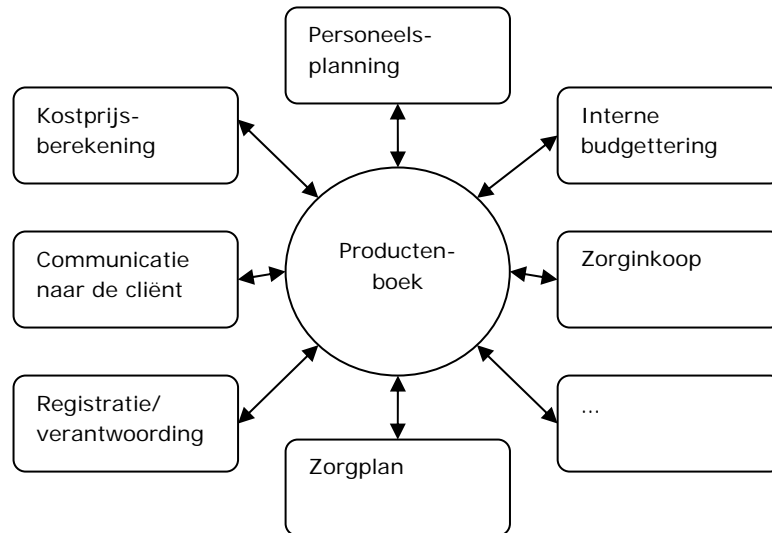 Personeels-
planning
Kostprijs-
berekening
Interne
budgettering
Communicatie
naar de cliënt
Producten-
boek
Zorginkoop
Registratie/
verantwoording
Zorgplan
...